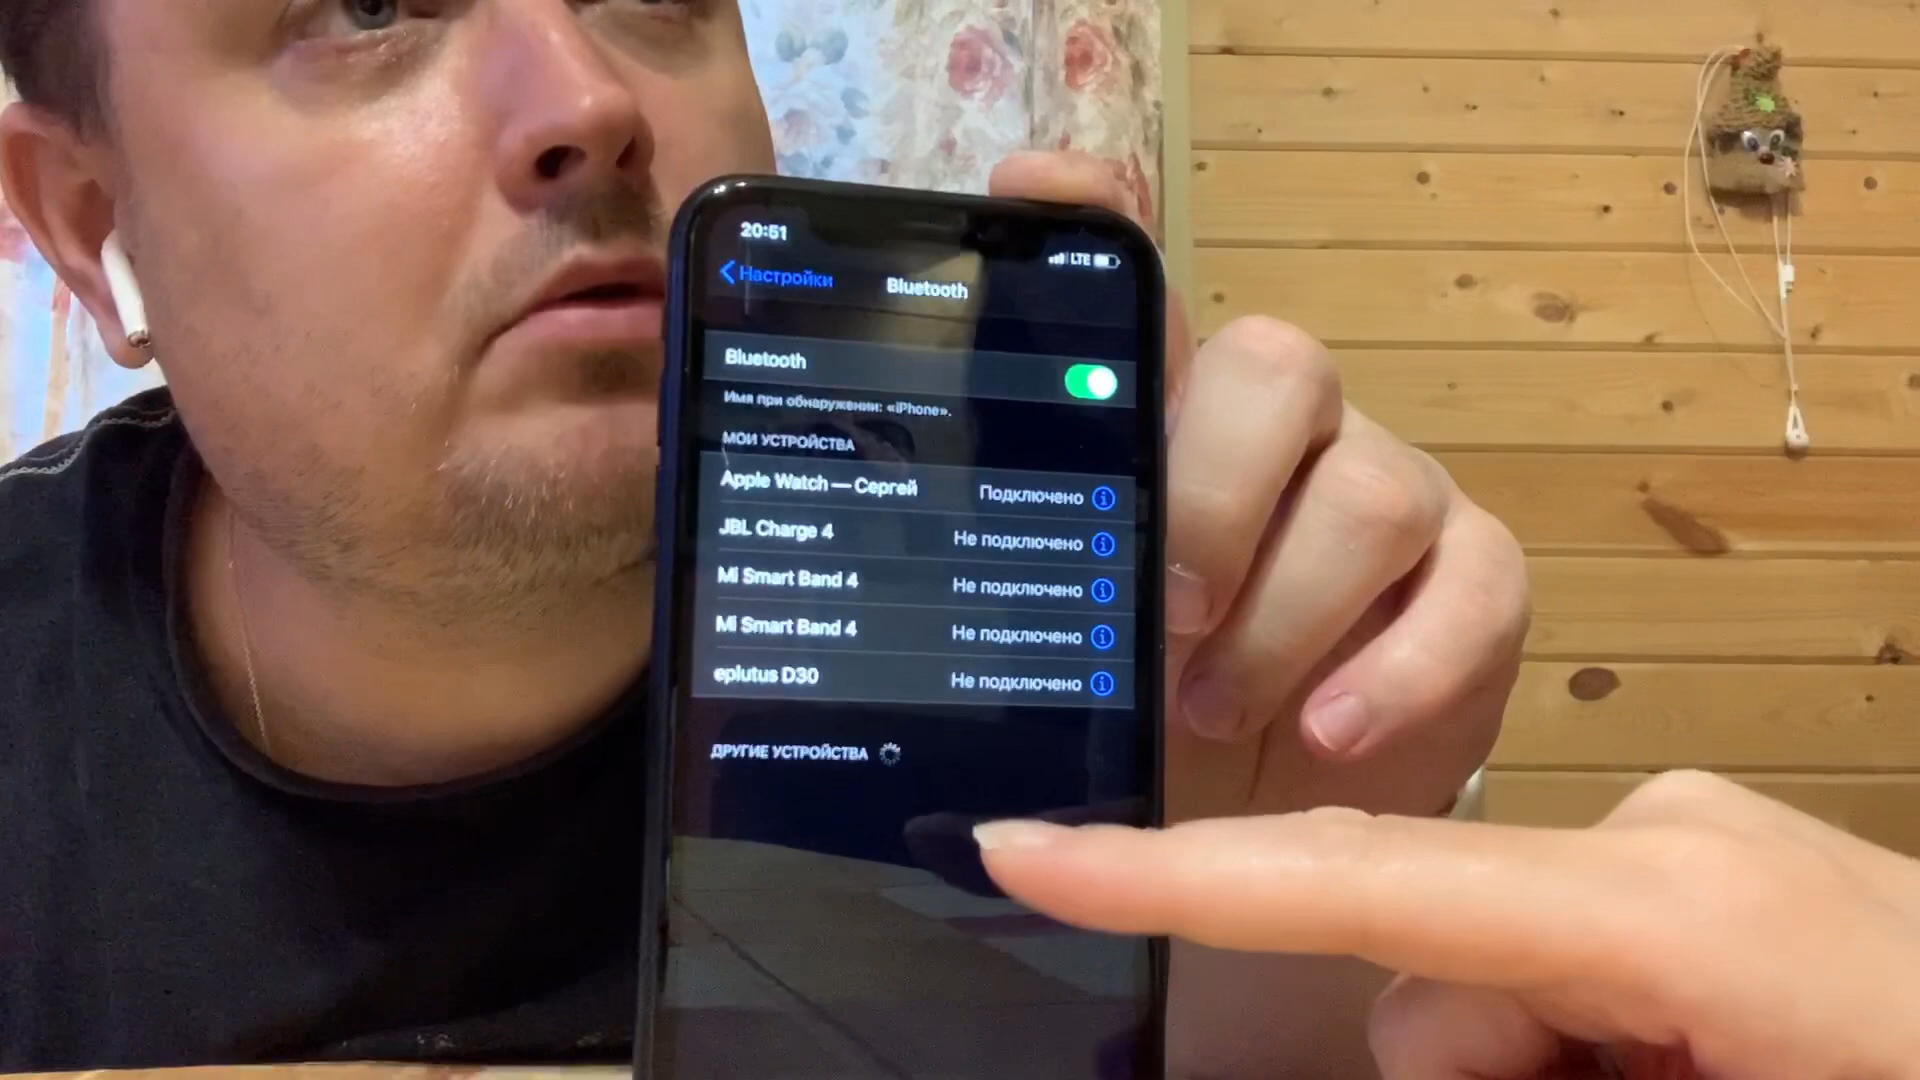 20:51
LTE
Настройки
Bluetooth
Bluetooth
Имя при обнаружении: «iPhone».
МОИ УСТРОЙСТВА
Apple Watch — Сергей Подключено
JBL Charge 4 Не подключено
Mi Smart Band 4 Не подключено
Mi Smart Band 4 Не подключено
eplutus D30 Не подключено
ДРУГИЕ УСТРОЙСТВА